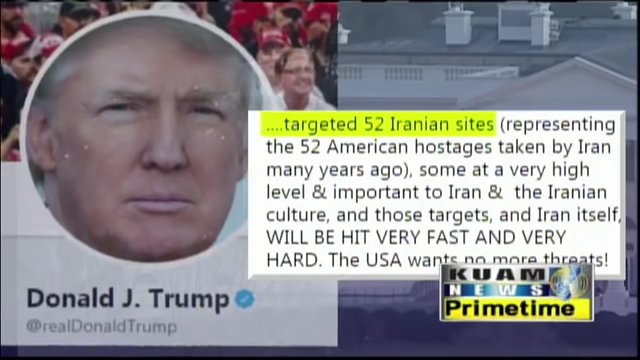 ....targeted 52 Iranian sites (representing
the 52 American hostages taken by Iran
many years ago), some at a very high
level & important to Iran & the Iranian
culture, and those targets, and Iran itself,
WILL BE HIT VERY FAST AND VERY
HARD. The USA wants no more threats!
Donald J. Trump
@realDonaldTrump
KUAM
NEWS
Primetime